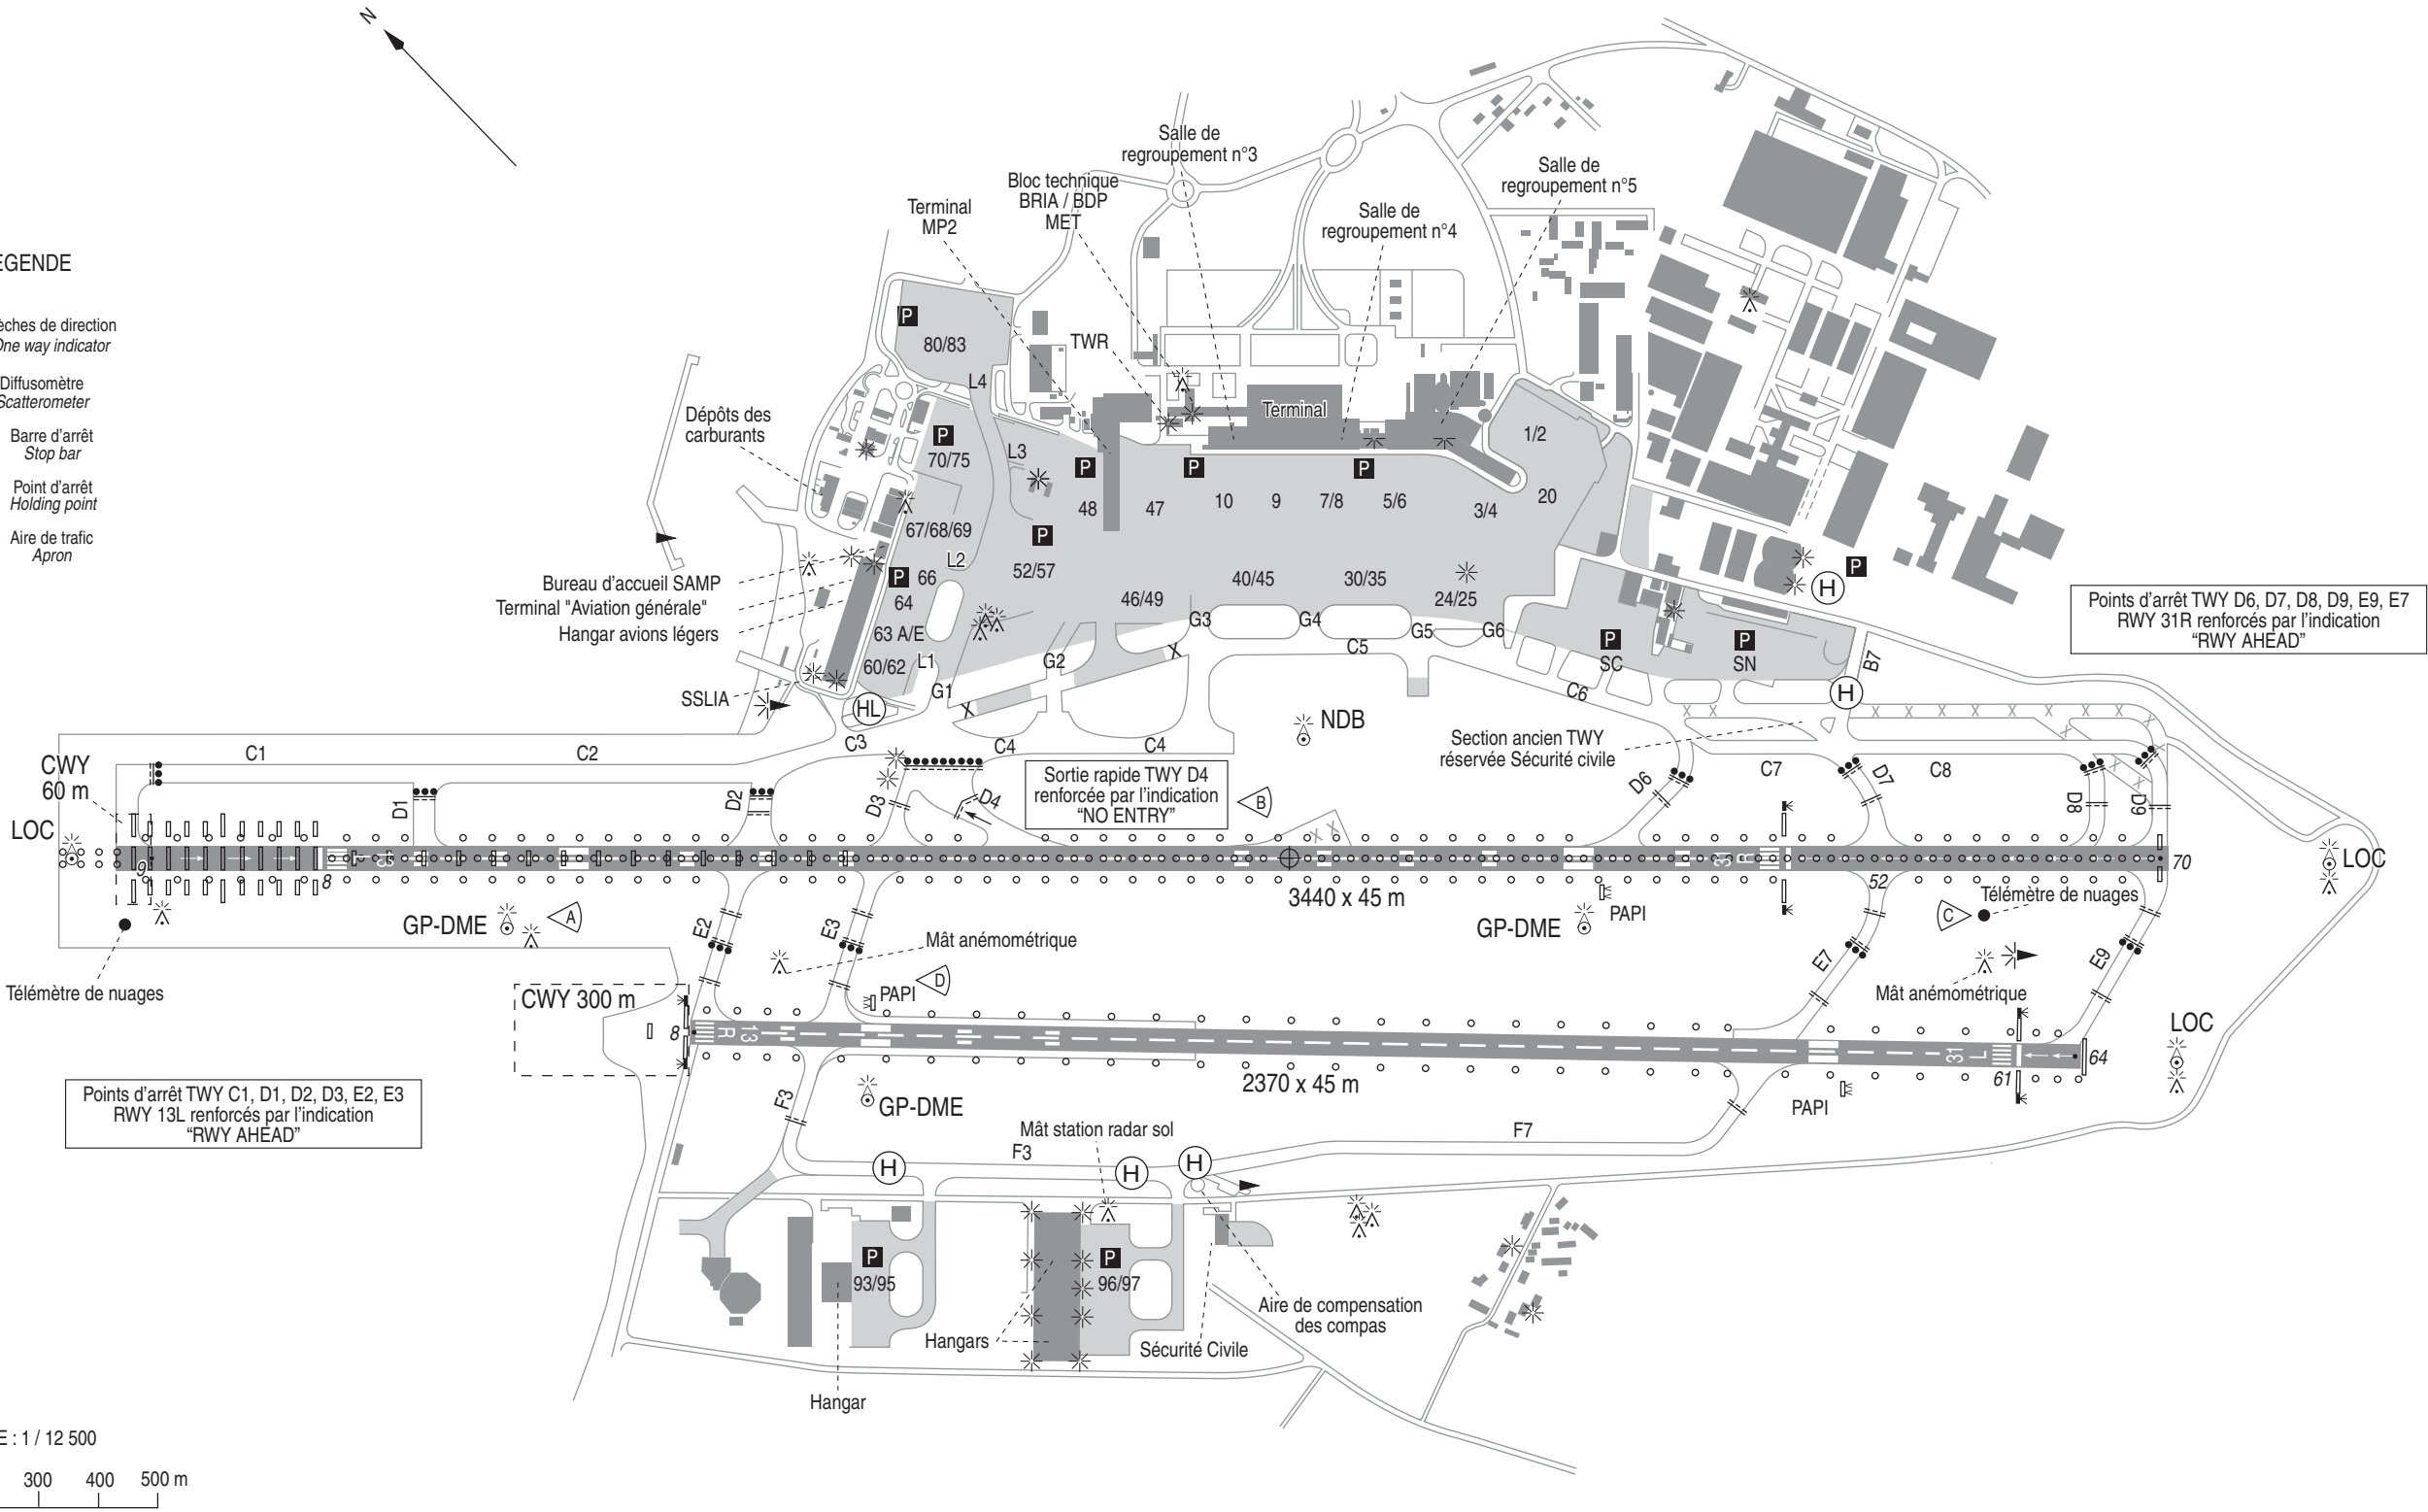 N
EGENDE
èches de direction
One way indicator
Diffusomètre
Scatterometer
Barre d'arrêt
Stop bar
Point d'arrêt
Holding point
Aire de trafic
Apron
Salle de
regroupement n°3
Bloc technique
BRIA / BDP
MET
Terminal
MP2
Salle de
regroupement n°5
Salle de
regroupement n°4
TWR
P
80/83
L4
Dépôts des
carburants
P
70/75
L3
Terminal
1/2
P
P
P
48
47
10
9
7/8
5/6
3/4
20
67/68/69
P
L2
52/57
P
66
64
63 A/E
60/62
L1
46/49
40/45
30/35
24/25
G3
G4
G5
G6
C5
G2
G1
Bureau d'accueil SAMP
Terminal "Aviation générale"
Hangar avions légers
SSLIA
HL
P
H
P
SC
P
SN
B7
H
C6
Points d'arrêt TWY D6, D7, D8, D9, E9, E7
RWY 31R renforcés par l'indication
“RWY AHEAD”
X
X
NDB
Section ancien TWY
réservée Sécurité civile
X X X X X X X X X X
C1
C2
C3
C4
C4
C7
C8
CWY
60 m
LOC
D1
D2
D3
D4
Sortie rapide TWY D4
renforcée par l'indication
“NO ENTRY”
B
D6
D7
D8
D9
X X
9
8
13
L
31
R
70
LOC
52
3440 x 45 m
GP-DME
A
GP-DME
PAPI
C
Télémètre de nuages
E2
E3
Mât anémométrique
D
PAPI
E7
E9
Mât anémométrique
Télémètre de nuages
CWY 300 m
8
R
13
31
L
61
64
LOC
2370 x 45 m
GP-DME
PAPI
Points d'arrêt TWY C1, D1, D2, D3, E2, E3
RWY 13L renforcés par l'indication
“RWY AHEAD”
F3
Mât station radar sol
F3
F7
H
H
H
P
93/95
P
96/97
Hangars
Hangar
Sécurité Civile
Aire de compensation
des compas
E : 1 / 12 500
300 400 500 m